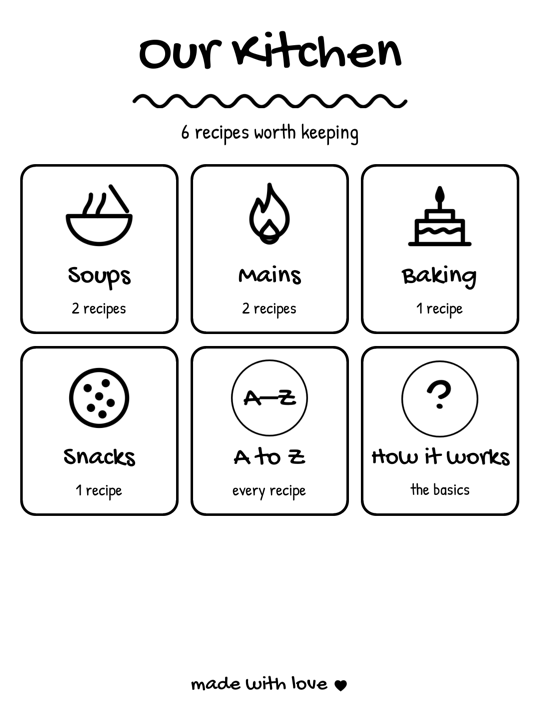 Our Kitchen
6 recipes worth keeping
Soups
2 recipes
Mains
2 recipes
Baking
1 recipe
Snacks
1 recipe
A—Z
A to Z
every recipe
?
How it works
the basics
made with love ♥